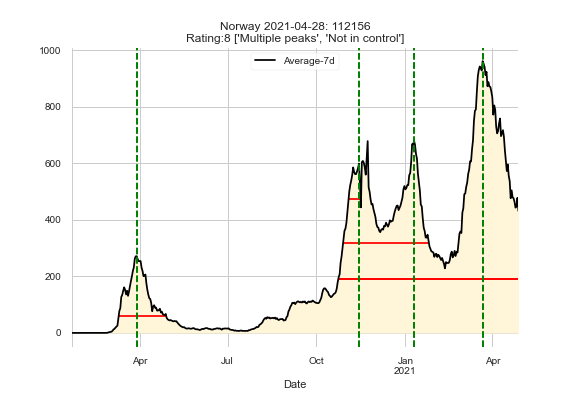 Norway 2021-04-28: 112156
Rating:8 ['Multiple peaks', 'Not in control']
Average-7d
1000
800
600
400
200
0
Apr Jul Oct Jan Apr
2021
Date